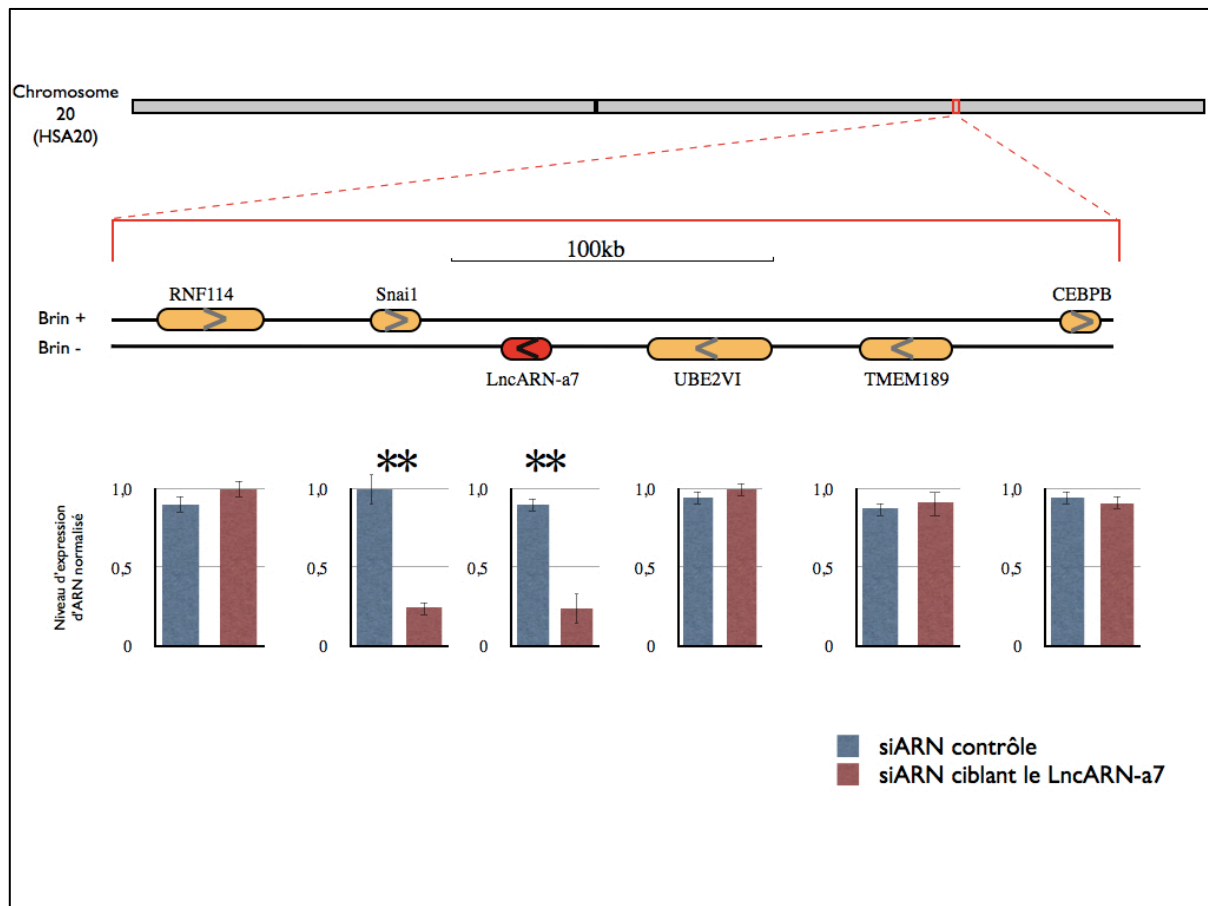 Chromosome
20
(HSA20)
100kb
RNF114
Snai1
CEBPB
Brin +
Brin -
LncARN-a7
UBE2VI
TMEM189
** **
Niveau d'expression
d'ARN normalisé
1,0 1,0 1,0 1,0 1,0 1,0
0,5 0,5 0,5 0,5 0,5 0,5
0 0 0 0 0 0
siARN contrôle
siARN ciblant le LncARN-a7